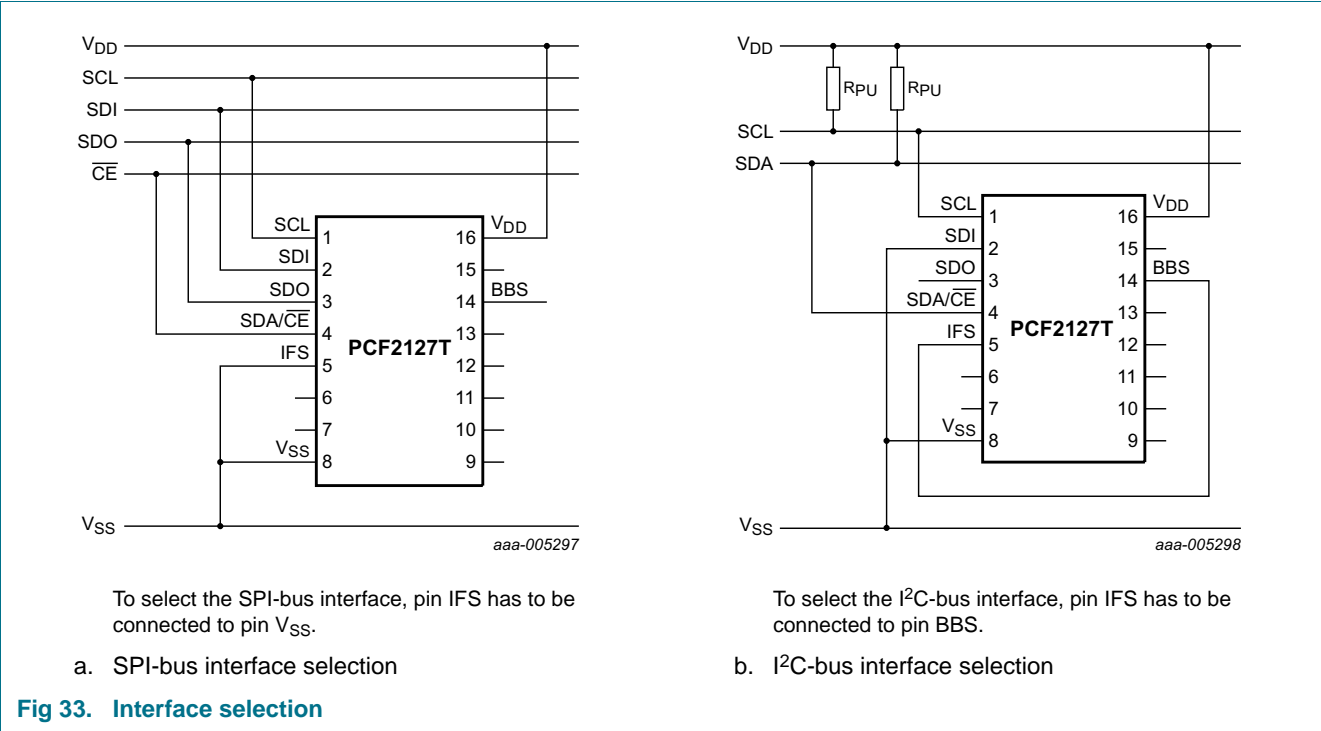 VDD
SCL
SDI
SDO
CE
SCL
SDI
SDO
SDA/CE
IFS
VSS
1
2
3
4
5
6
7
8
PCF2127T
16
15
14
13
12
11
10
9
VDD
BBS
VSS
aaa-005297
To select the SPI-bus interface, pin IFS has to be
connected to pin VSS.
a. SPI-bus interface selection
VDD
RPU
RPU
SCL
SDA
SCL
SDI
SDO
SDA/CE
IFS
VSS
1
2
3
4
5
6
7
8
PCF2127T
16
15
14
13
12
11
10
9
VDD
BBS
VSS
aaa-005298
To select the I2C-bus interface, pin IFS has to be
connected to pin BBS.
b. I2C-bus interface selection
Fig 33. Interface selection